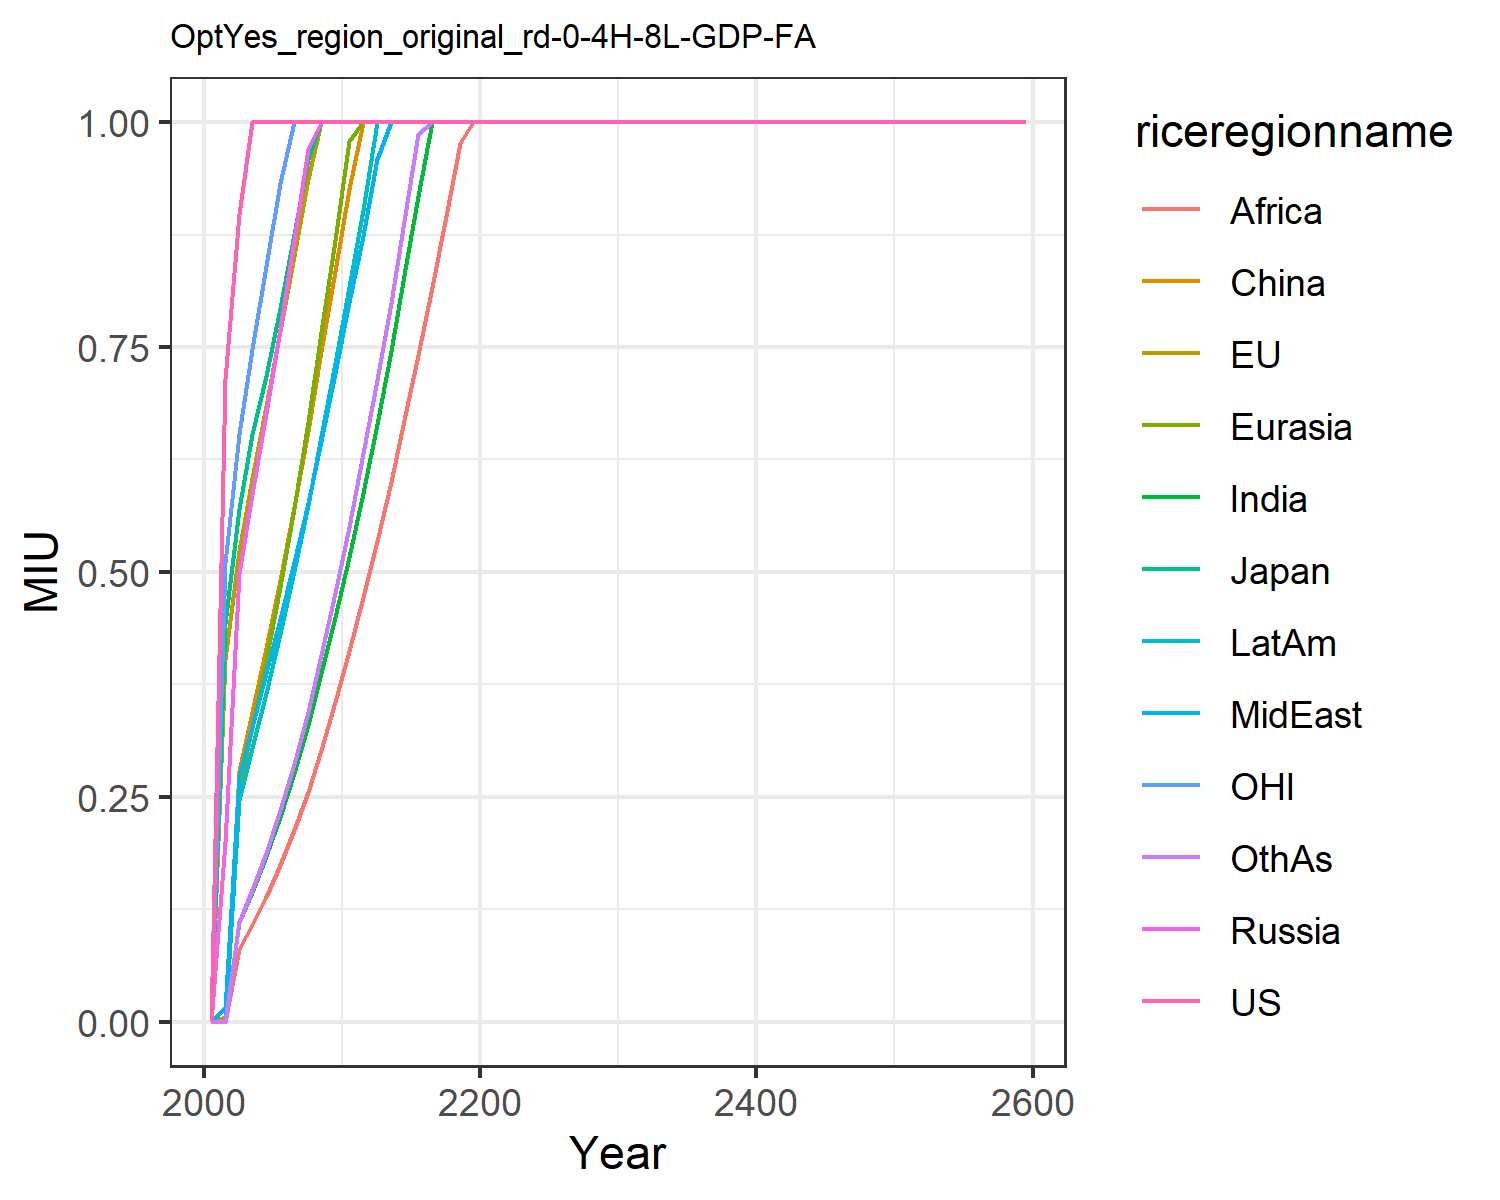 OptYes_region_original_rd-0-4H-8L-GDP-FA
1.00
0.75
0.50
0.25
0.00
MIU
2000
2200
2400
2600
Year
riceregionname
Africa
China
EU
Eurasia
India
Japan
LatAm
MidEast
OHI
OthAs
Russia
US